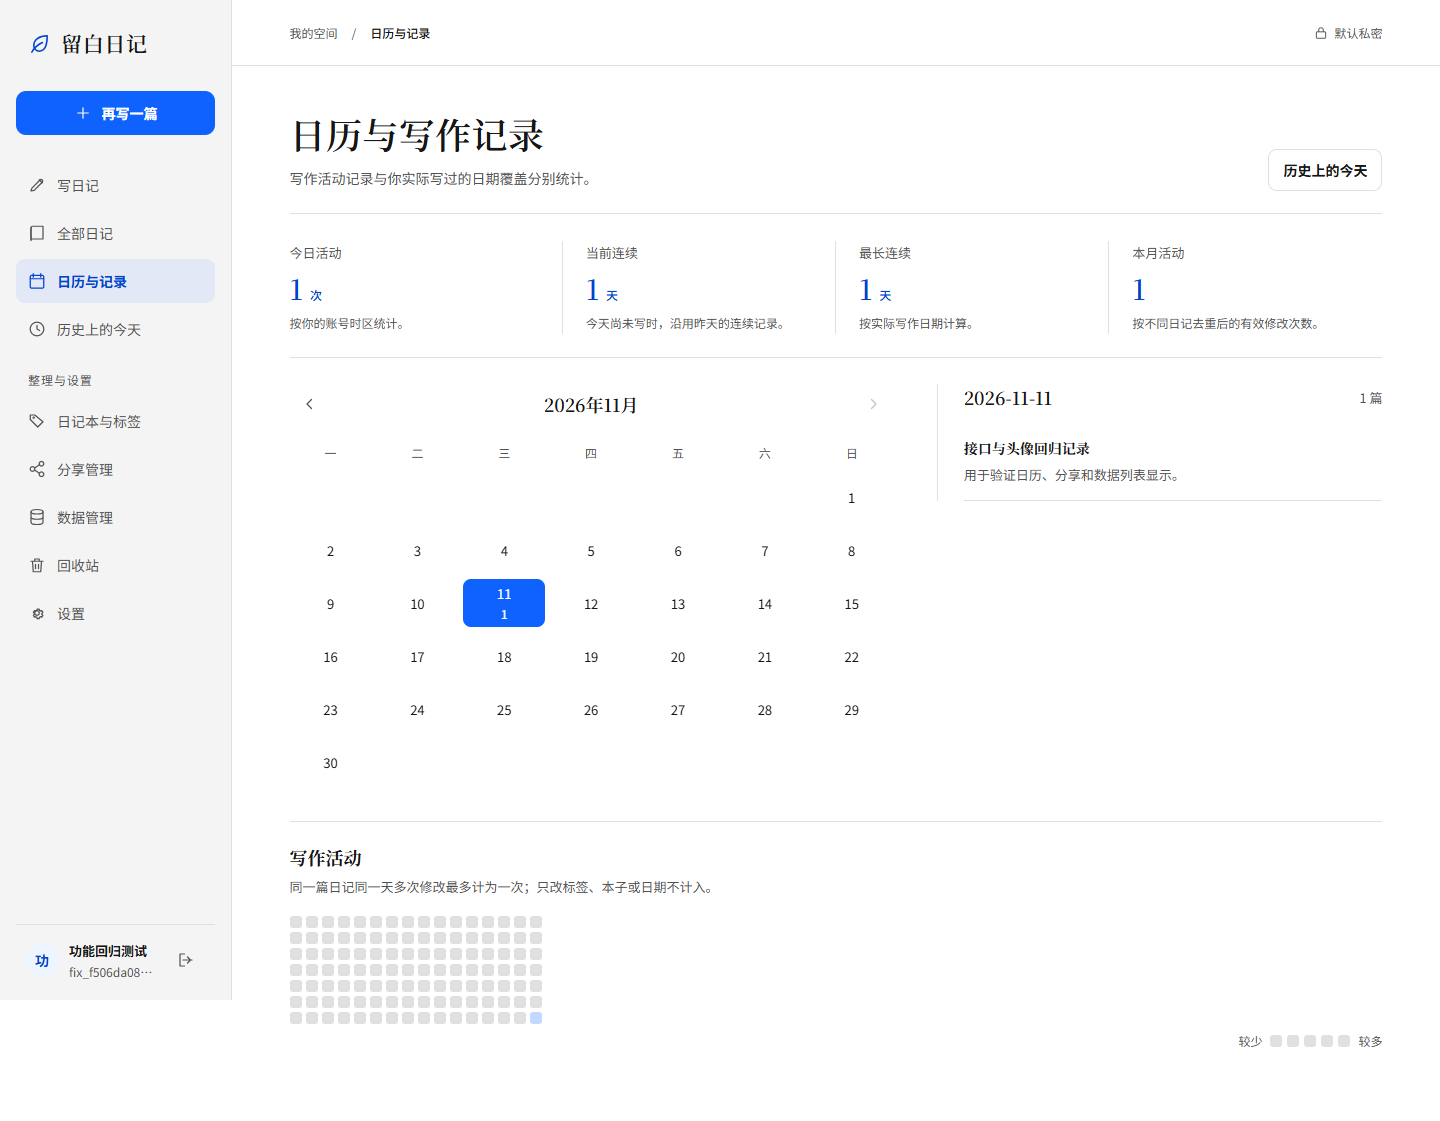 留白日记
再写一篇
写日记
全部日记
日历与记录
历史上的今天
整理与设置
日记本与标签
分享管理
数据管理
回收站
设置
功
功能回归测试
fix_f506da08···
我的空间 / 日历与记录
默认私密
日历与写作记录
写作活动记录与你实际写过的日期覆盖分别统计。
历史上的今天
今日活动
1 次
按你的账号时区统计。
当前连续
1 天
今天尚未写时，沿用昨天的连续记录。
最长连续
1 天
按实际写作日期计算。
本月活动
1
按不同日记去重后的有效修改次数。
2026年11月
一 二 三 四 五 六 日
1
2 3 4 5 6 7 8
9 10 11 12 13 14 15
1
16 17 18 19 20 21 22
23 24 25 26 27 28 29
30
2026-11-11
1 篇
接口与头像回归记录
用于验证日历、分享和数据列表显示。
写作活动
同一篇日记同一天多次修改最多计为一次；只改标签、本子或日期不计入。
较少 较多